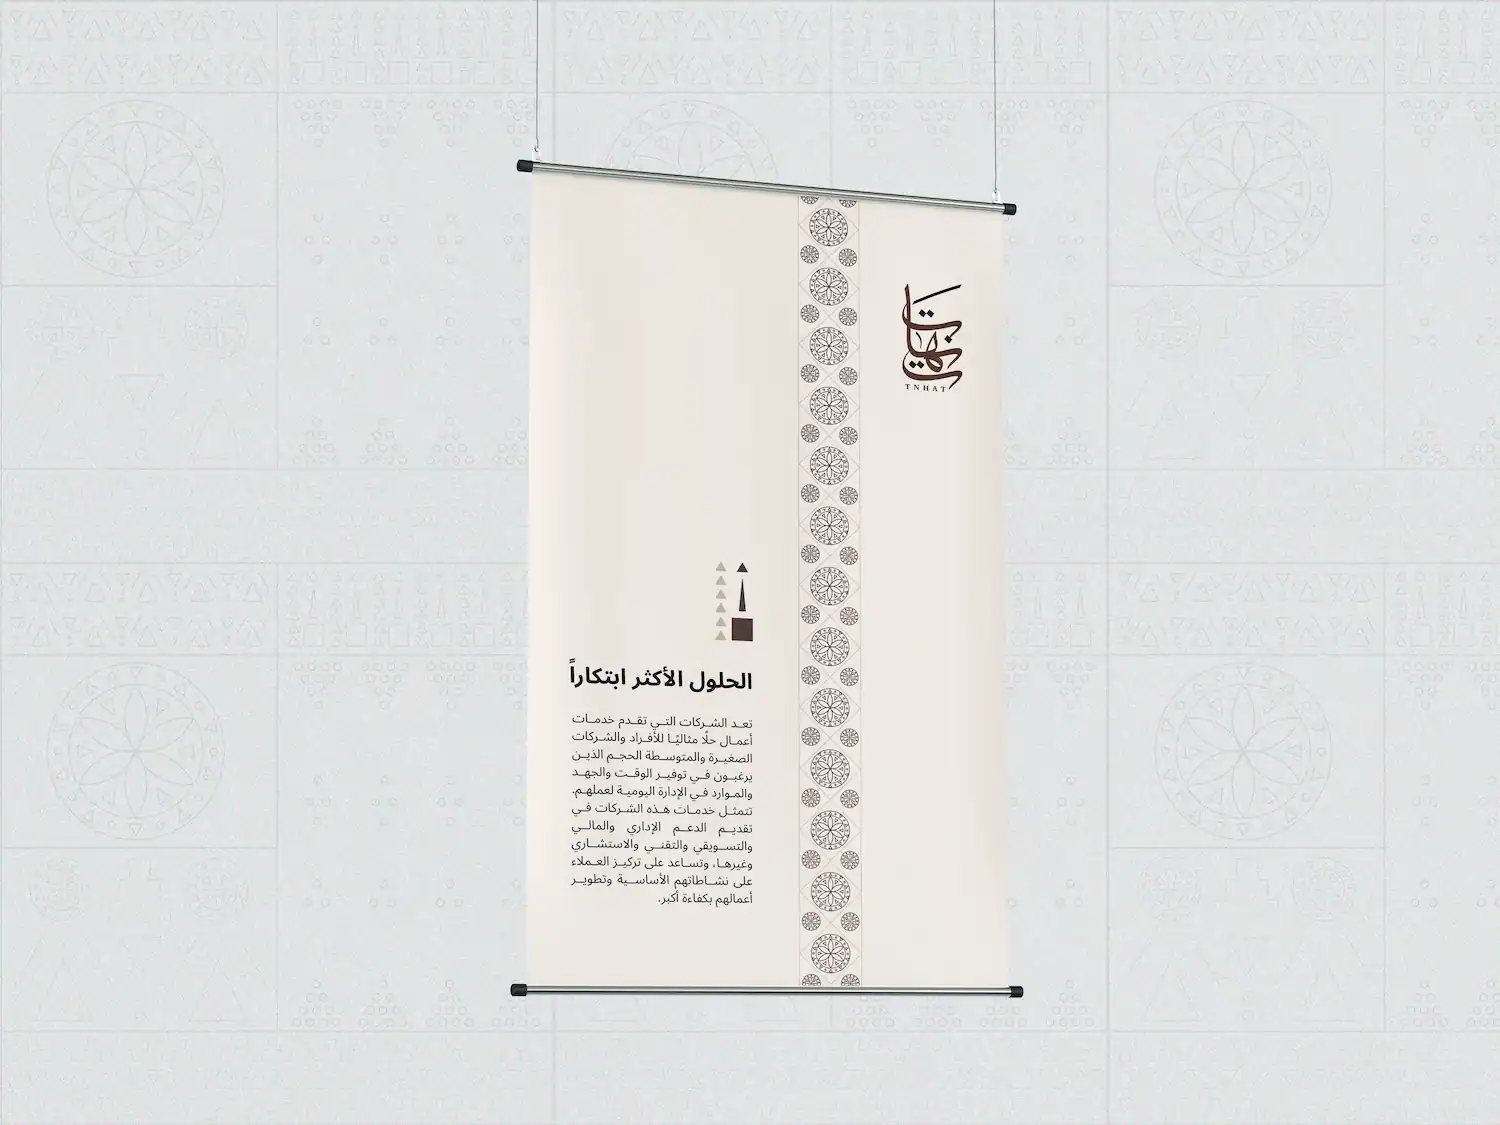 تنهات
TNHAT
الحلول الأكثر ابتكاراً
تعد الشركات التي تقدم خدمات
أعمال حلًا مثاليًا للأفراد والشركات
الصغيرة والمتوسطة الحجم الذين
يرغبون في توفير الوقت والجهد
والموارد في الإدارة اليومية لعملهم.
تتمثل خدمات هذه الشركات في
تقديم الدعم الإداري والمالي
والتسويقي والتقني والاستشاري
وغيرها، وتساعد على تركيز العملاء
على نشاطاتهم الأساسية وتطوير
أعمالهم بكفاءة أكبر.